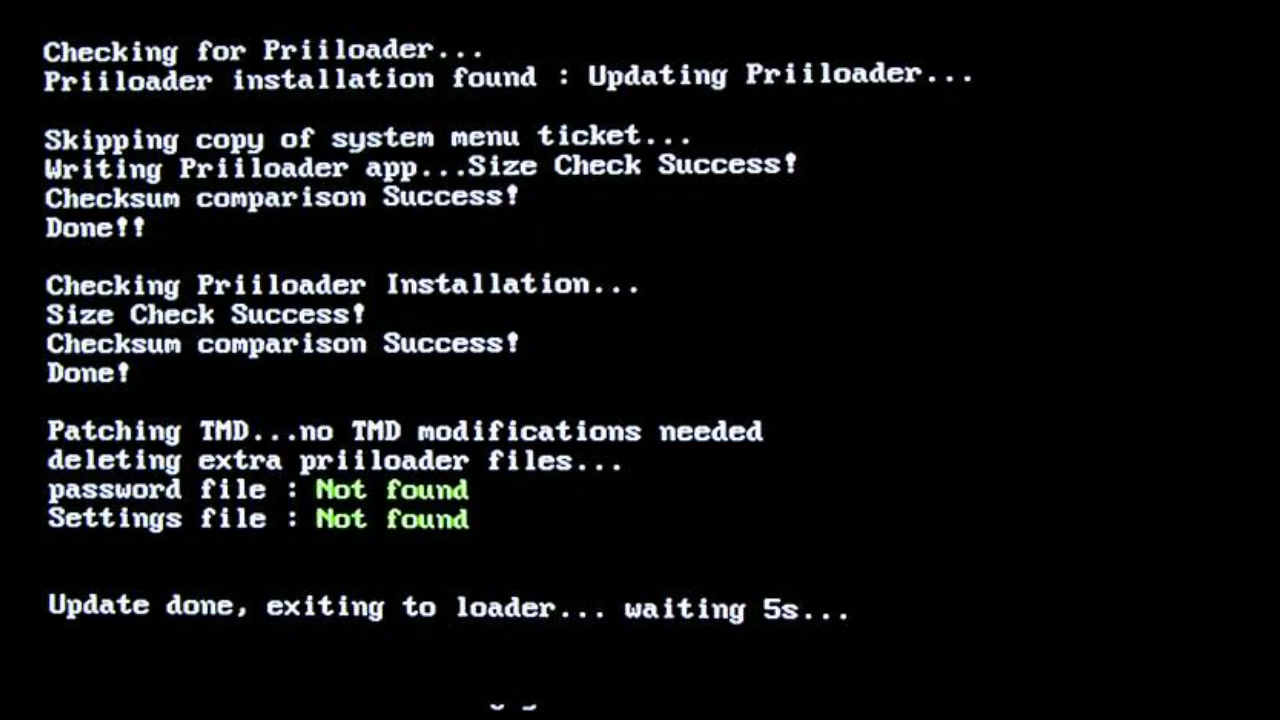 Checking for Priiloader...
Priiloader installation found : Updating Priiloader...
Skipping copy of system menu ticket...
Writing Priiloader app...Size Check Success!
Checksum comparison Success!
Done!!
Checking Priiloader Installation...
Size Check Success!
Checksum comparison Success!
Done!
Patching TMD...no TMD modifications needed
deleting extra priiloader files...
password file : Not found
Settings file : Not found
Update done, exiting to loader... waiting 5s...